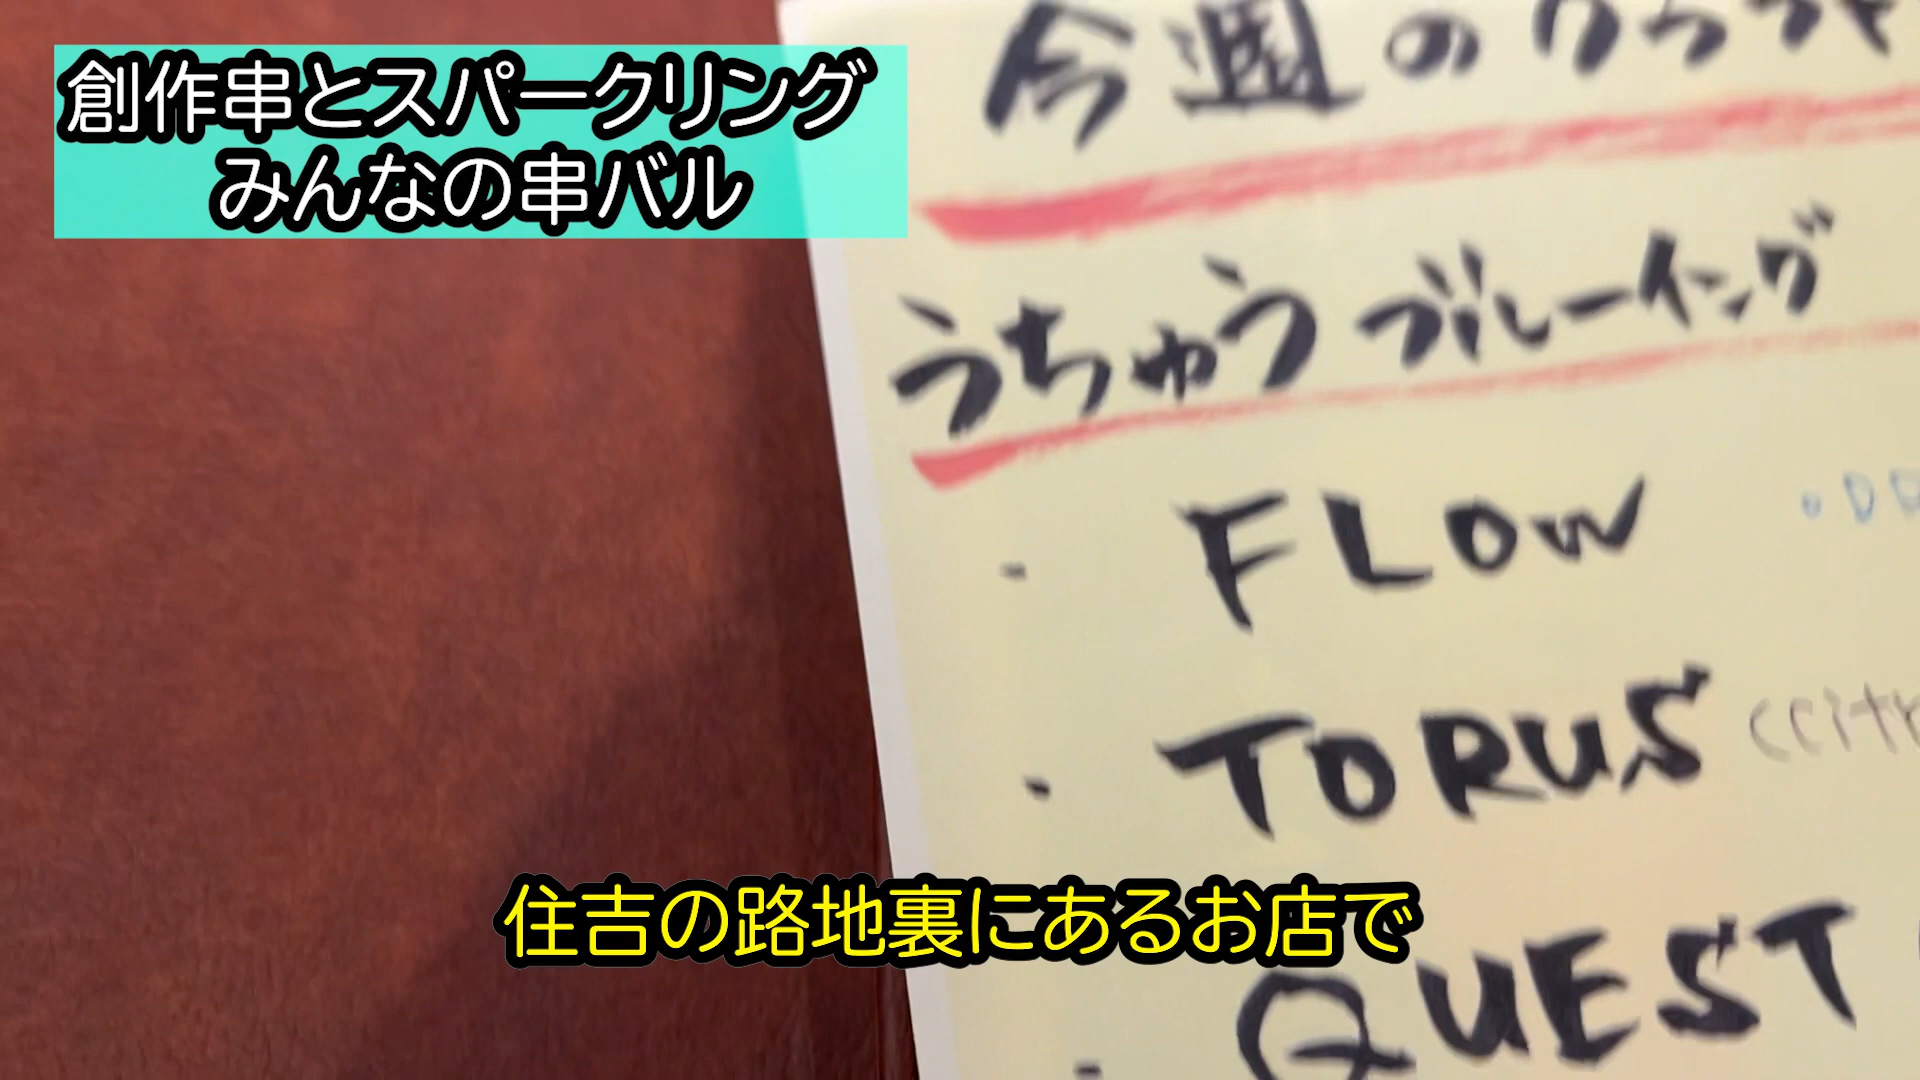 創作串とスパークリング
みんなの串バル
今週のクラフト
うちゅうブルーイング
・ FLOW
・ TORUS
・ QUEST
住吉の路地裏にあるお店で